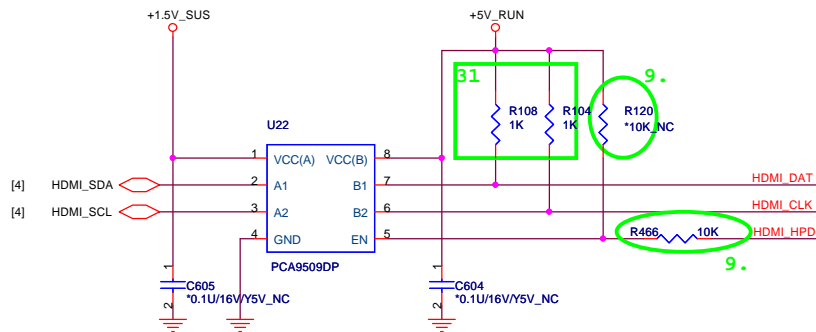 +1.5V_SUS
+5V_RUN
31
9.
R108
1K
R104
1K
R120
*10K_NC
U22
1 VCC(A) VCC(B) 8
[4] HDMI_SDA 2 A1 B1 7 HDMI_DAT
[4] HDMI_SCL 3 A2 B2 6 HDMI_CLK
4 GND EN 5 R466 10K HDMI_HPD
PCA9509DP
9.
1
C605
*0.1U/16V/Y5V_NC
2
1
C604
*0.1U/16V/Y5V_NC
2